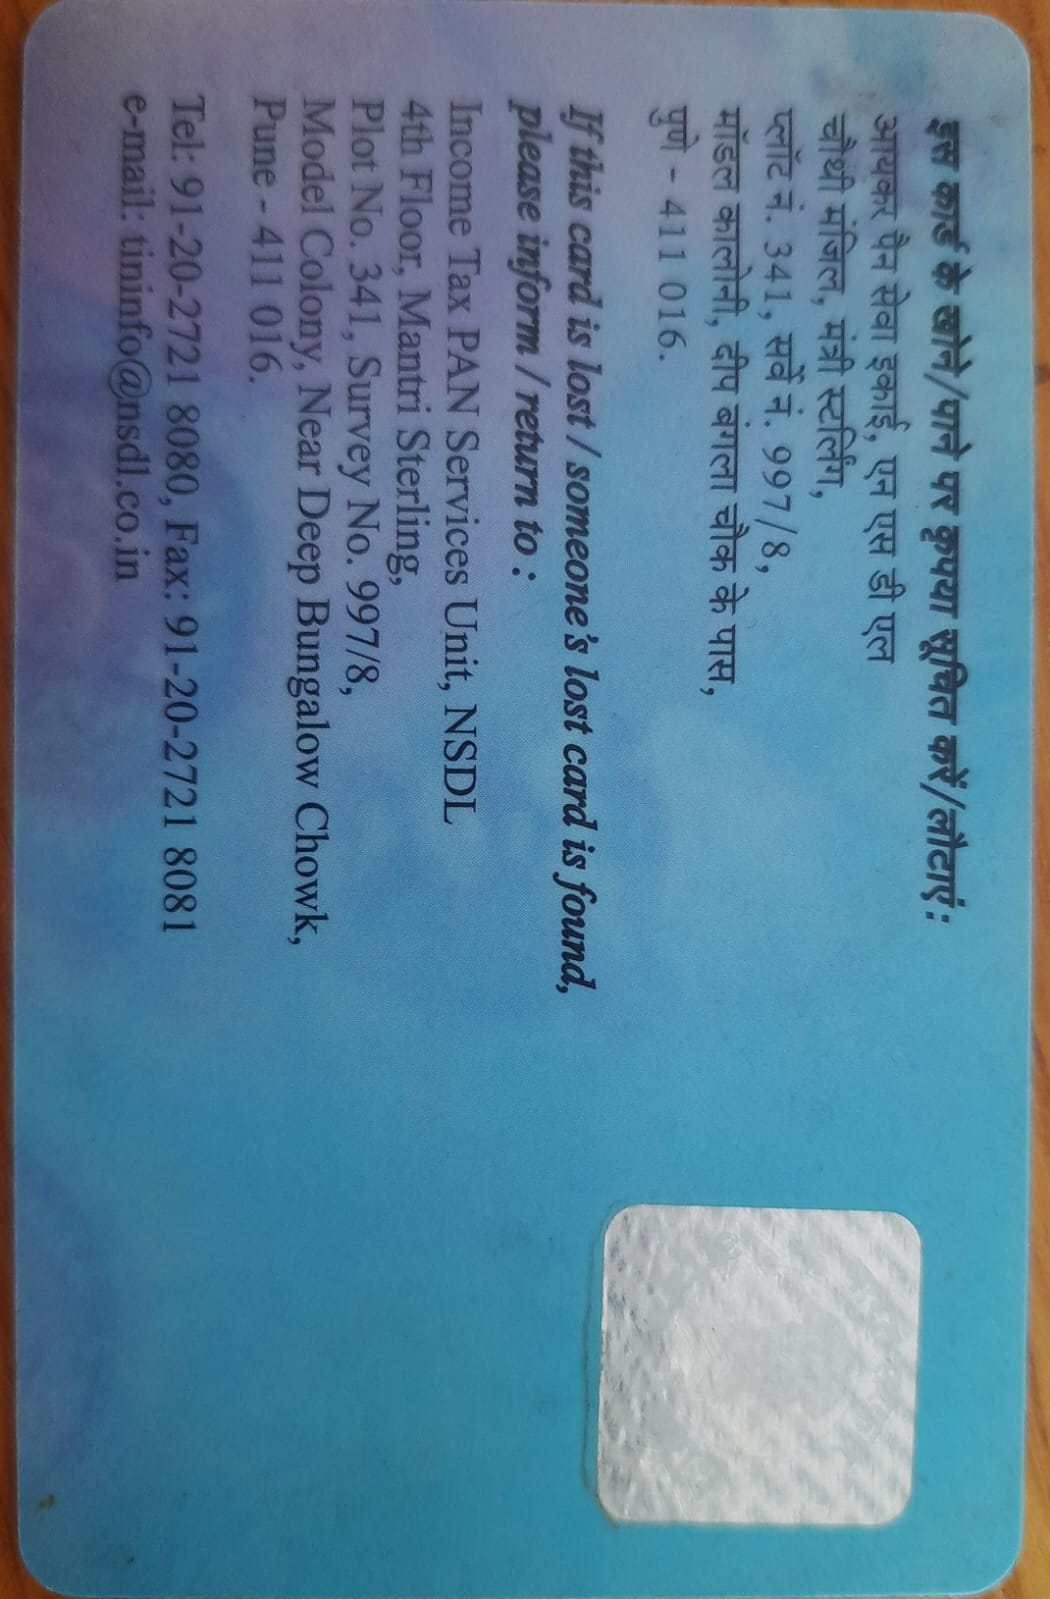 इस कार्ड के खोने/पाने पर कृपया सूचित करें/लौटाएं :
आयकर पैन सेवा इकाई, एन एस डी एल
चौथी मंजिल, मंत्री स्टर्लिंग,
प्लॉट नं. 341, सर्वे नं. 997/8,
मॉडल कालोनी, दीप बंगला चौक के पास,
पुणे - 411 016.
If this card is lost / someone's lost card is found,
please inform / return to :
Income Tax PAN Services Unit, NSDL
4th Floor, Mantri Sterling,
Plot No. 341, Survey No. 997/8,
Model Colony, Near Deep Bungalow Chowk,
Pune - 411 016.
Tel: 91-20-2721 8080, Fax: 91-20-2721 8081
e-mail: tininfo@nsdl.co.in